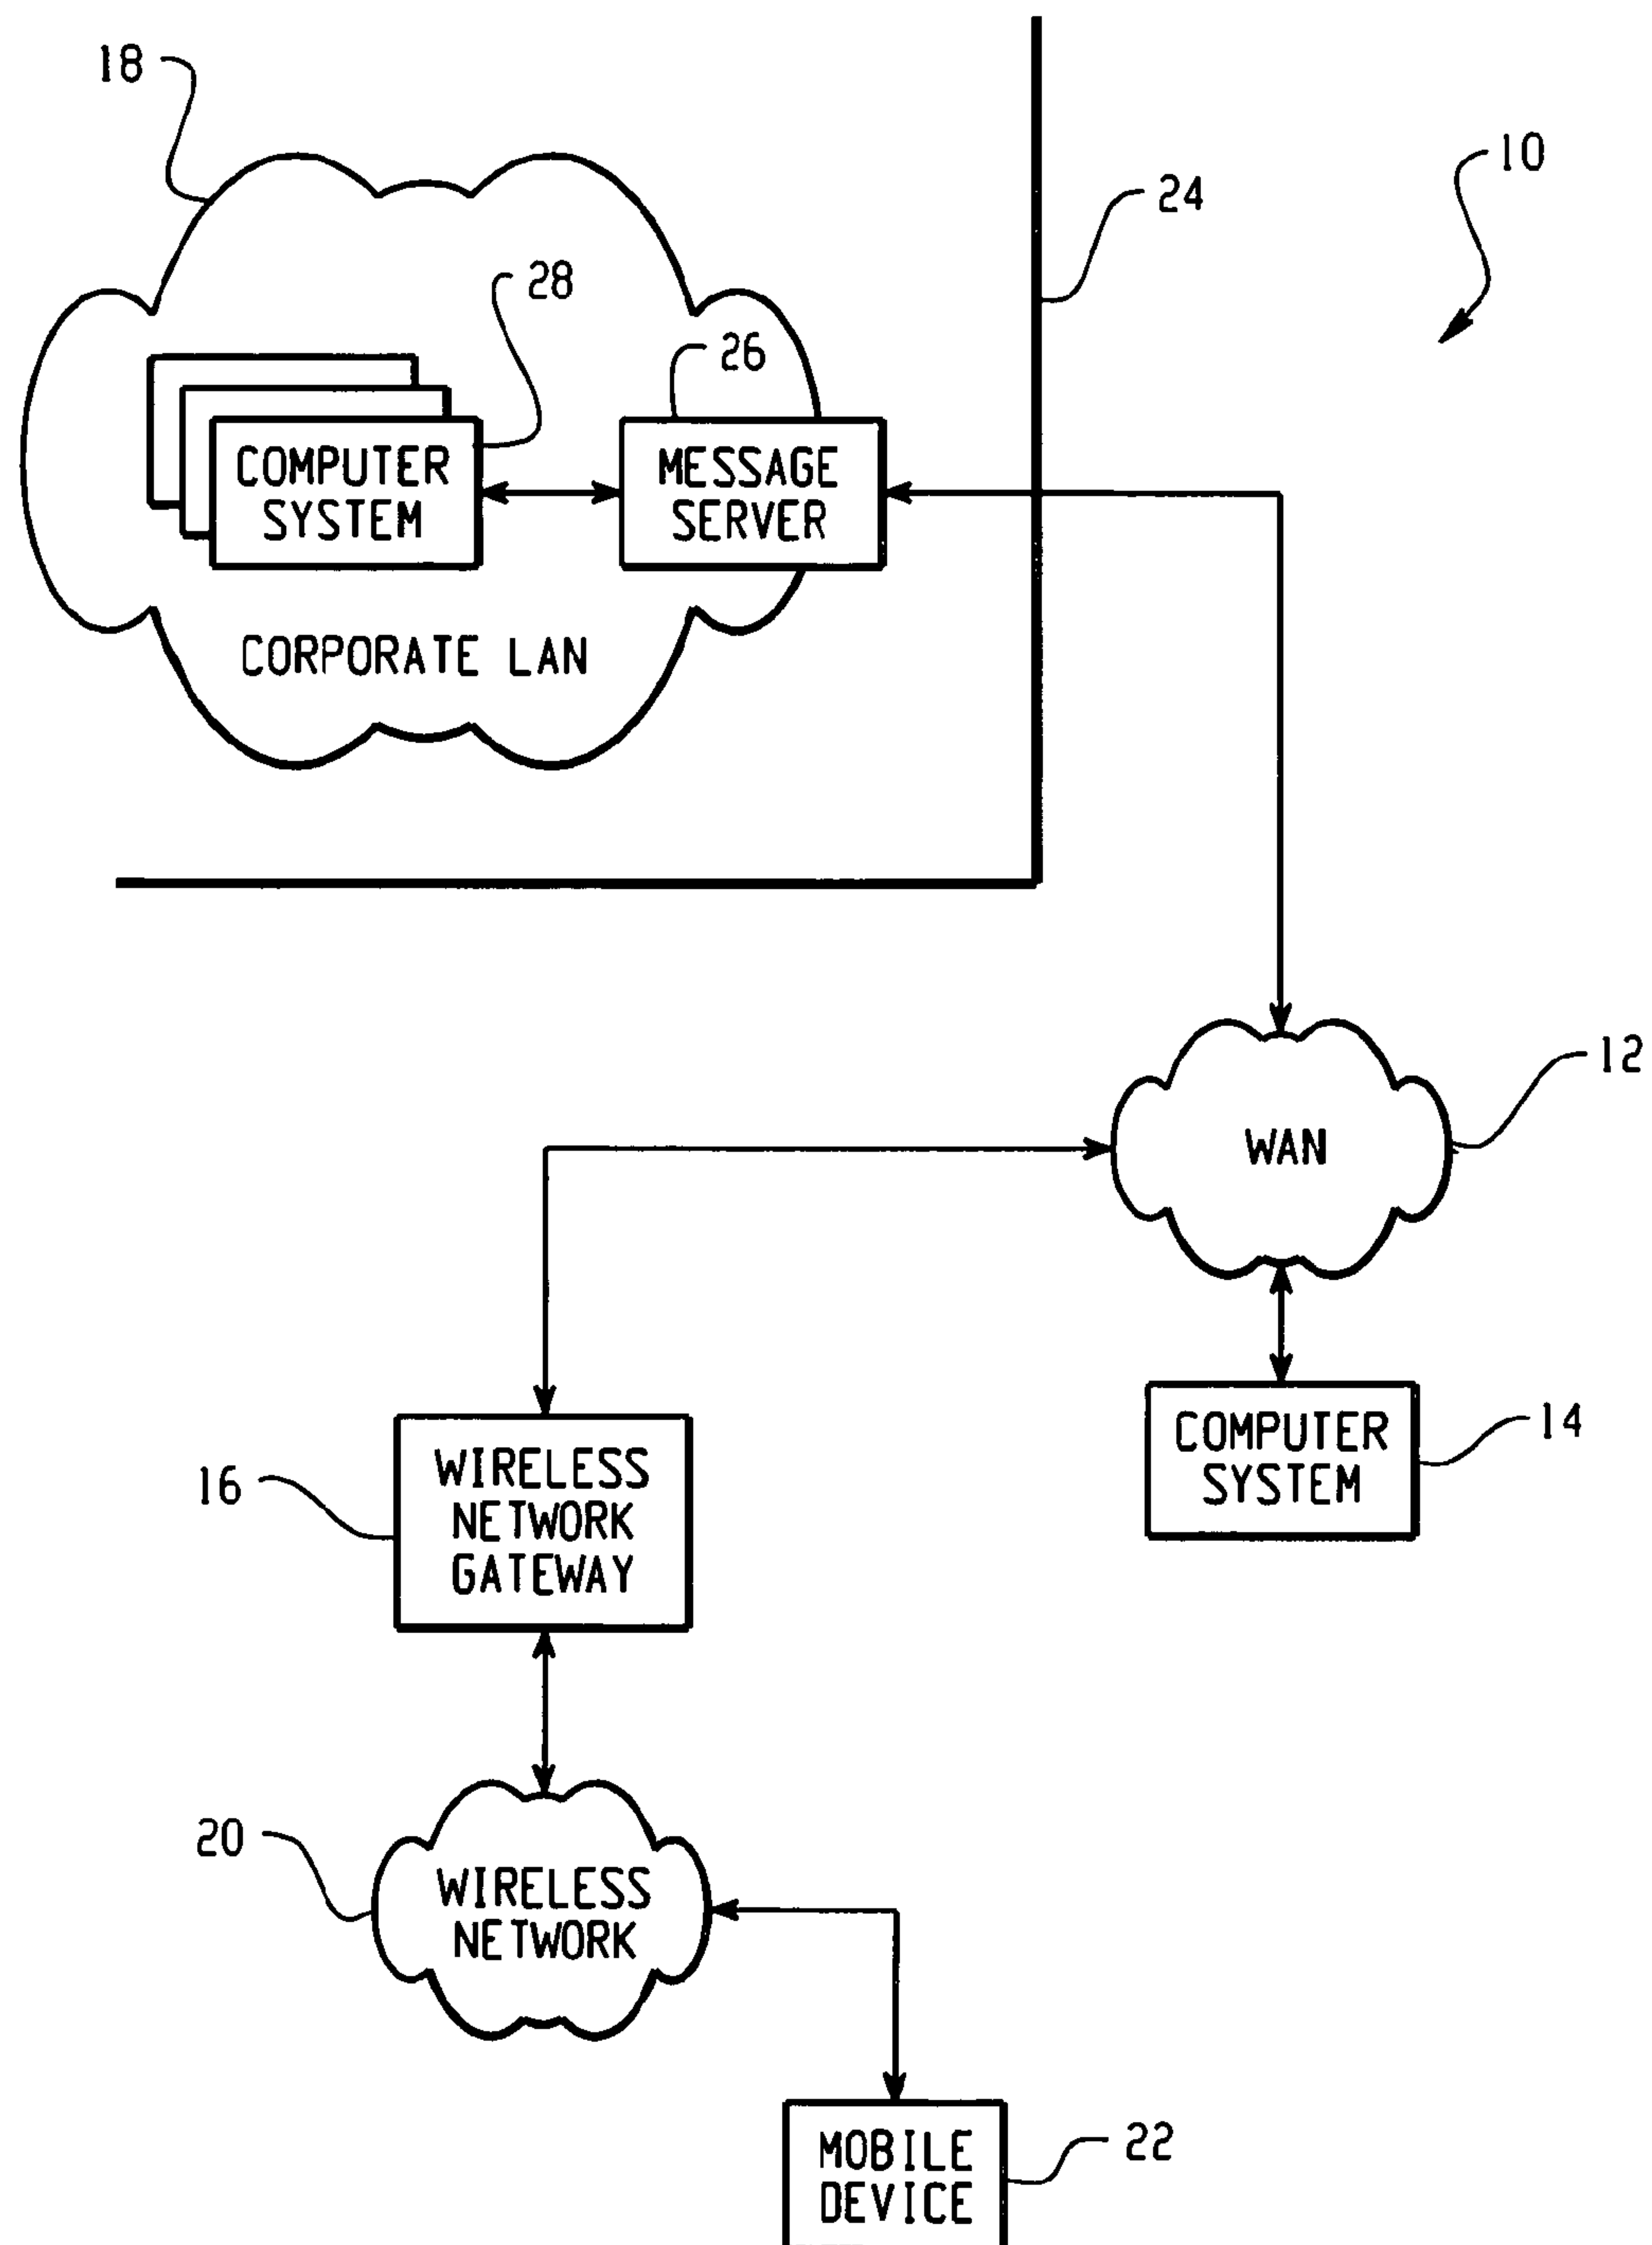 18
10
24
28
26
COMPUTER
SYSTEM
MESSAGE
SERVER
CORPORATE LAN
12
WAN
14
COMPUTER
SYSTEM
16
WIRELESS
NETWORK
GATEWAY
20
WIRELESS
NETWORK
22
MOBILE
DEVICE